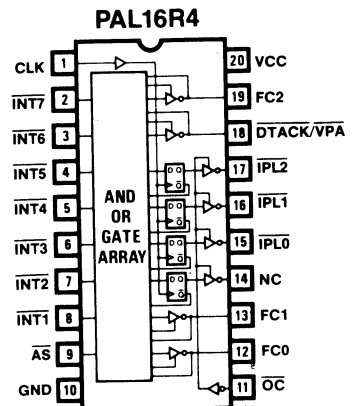 PAL16R4
CLK 1
20 VCC
INT7 2
19 FC2
INT6 3
18 DTACK/VPA
INT5 4
17 IPL2
INT4 5
16 IPL1
INT3 6
15 IPL0
INT2 7
14 NC
INT1 8
13 FC1
AS 9
12 FC0
GND 10
11 OC
AND
OR
GATE
ARRAY
D Q
Q
D Q
Q
D Q
Q
D Q
Q